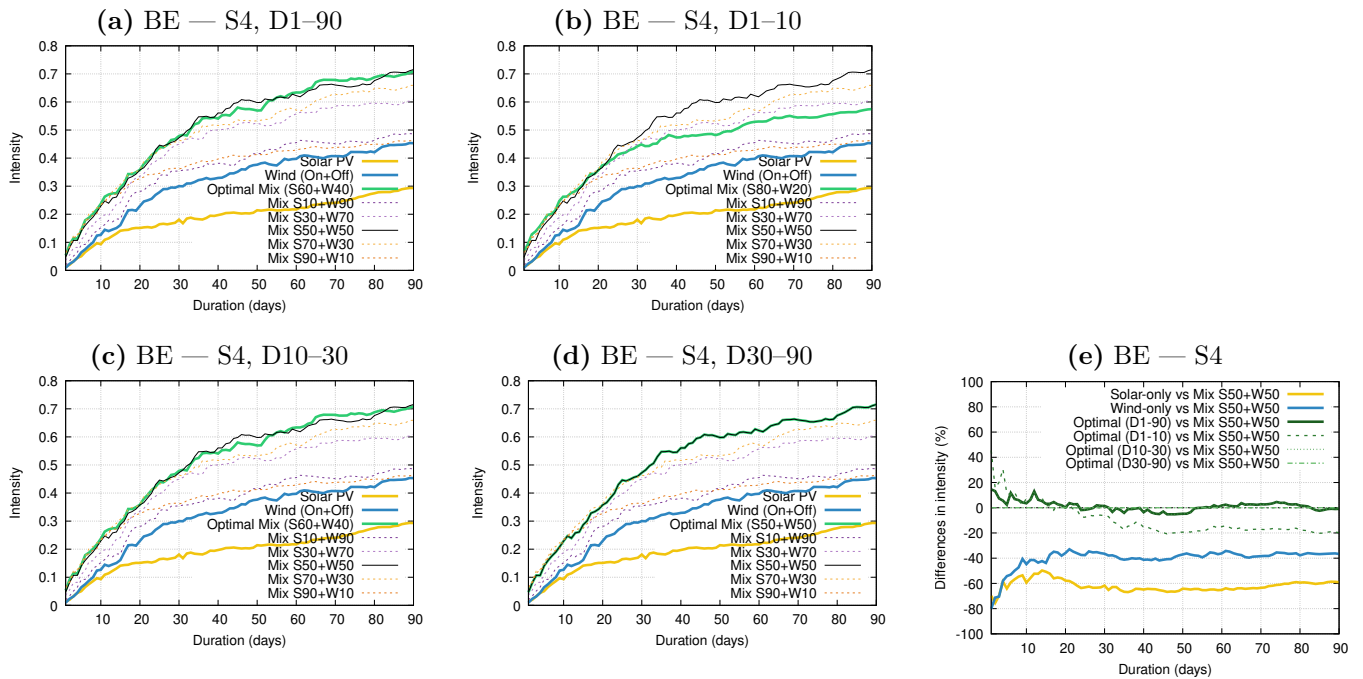 (a) BE — S4, D1–90
0.8
0.7
0.6
0.5
0.4
0.3
0.2
0.1
0
Intensity
Solar PV
Wind (On+Off)
Optimal Mix (S60+W40)
Mix S10+W90
Mix S30+W70
Mix S50+W50
Mix S70+W30
Mix S90+W10
10 20 30 40 50 60 70 80 90
Duration (days)
(b) BE — S4, D1–10
0.8
0.7
0.6
0.5
0.4
0.3
0.2
0.1
0
Intensity
Solar PV
Wind (On+Off)
Optimal Mix (S80+W20)
Mix S10+W90
Mix S30+W70
Mix S50+W50
Mix S70+W30
Mix S90+W10
10 20 30 40 50 60 70 80 90
Duration (days)
(c) BE — S4, D10–30
0.8
0.7
0.6
0.5
0.4
0.3
0.2
0.1
0
Intensity
Solar PV
Wind (On+Off)
Optimal Mix (S60+W40)
Mix S10+W90
Mix S30+W70
Mix S50+W50
Mix S70+W30
Mix S90+W10
10 20 30 40 50 60 70 80 90
Duration (days)
(d) BE — S4, D30–90
0.8
0.7
0.6
0.5
0.4
0.3
0.2
0.1
0
Intensity
Solar PV
Wind (On+Off)
Optimal Mix (S50+W50)
Mix S10+W90
Mix S30+W70
Mix S50+W50
Mix S70+W30
Mix S90+W10
10 20 30 40 50 60 70 80 90
Duration (days)
(e) BE — S4
100
80
60
40
20
0
-20
-40
-60
-80
-100
Differences in intensity (%)
Solar-only vs Mix S50+W50
Wind-only vs Mix S50+W50
Optimal (D1-90) vs Mix S50+W50
Optimal (D1-10) vs Mix S50+W50
Optimal (D10-30) vs Mix S50+W50
Optimal (D30-90) vs Mix S50+W50
10 20 30 40 50 60 70 80 90
Duration (days)